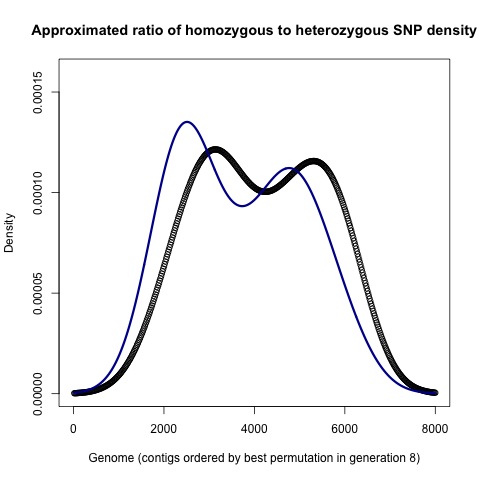 Approximated ratio of homozygous to heterozygous SNP density
0.00015
0.00010
0.00005
0.00000
Density
0 2000 4000 6000 8000
Genome (contigs ordered by best permutation in generation 8)